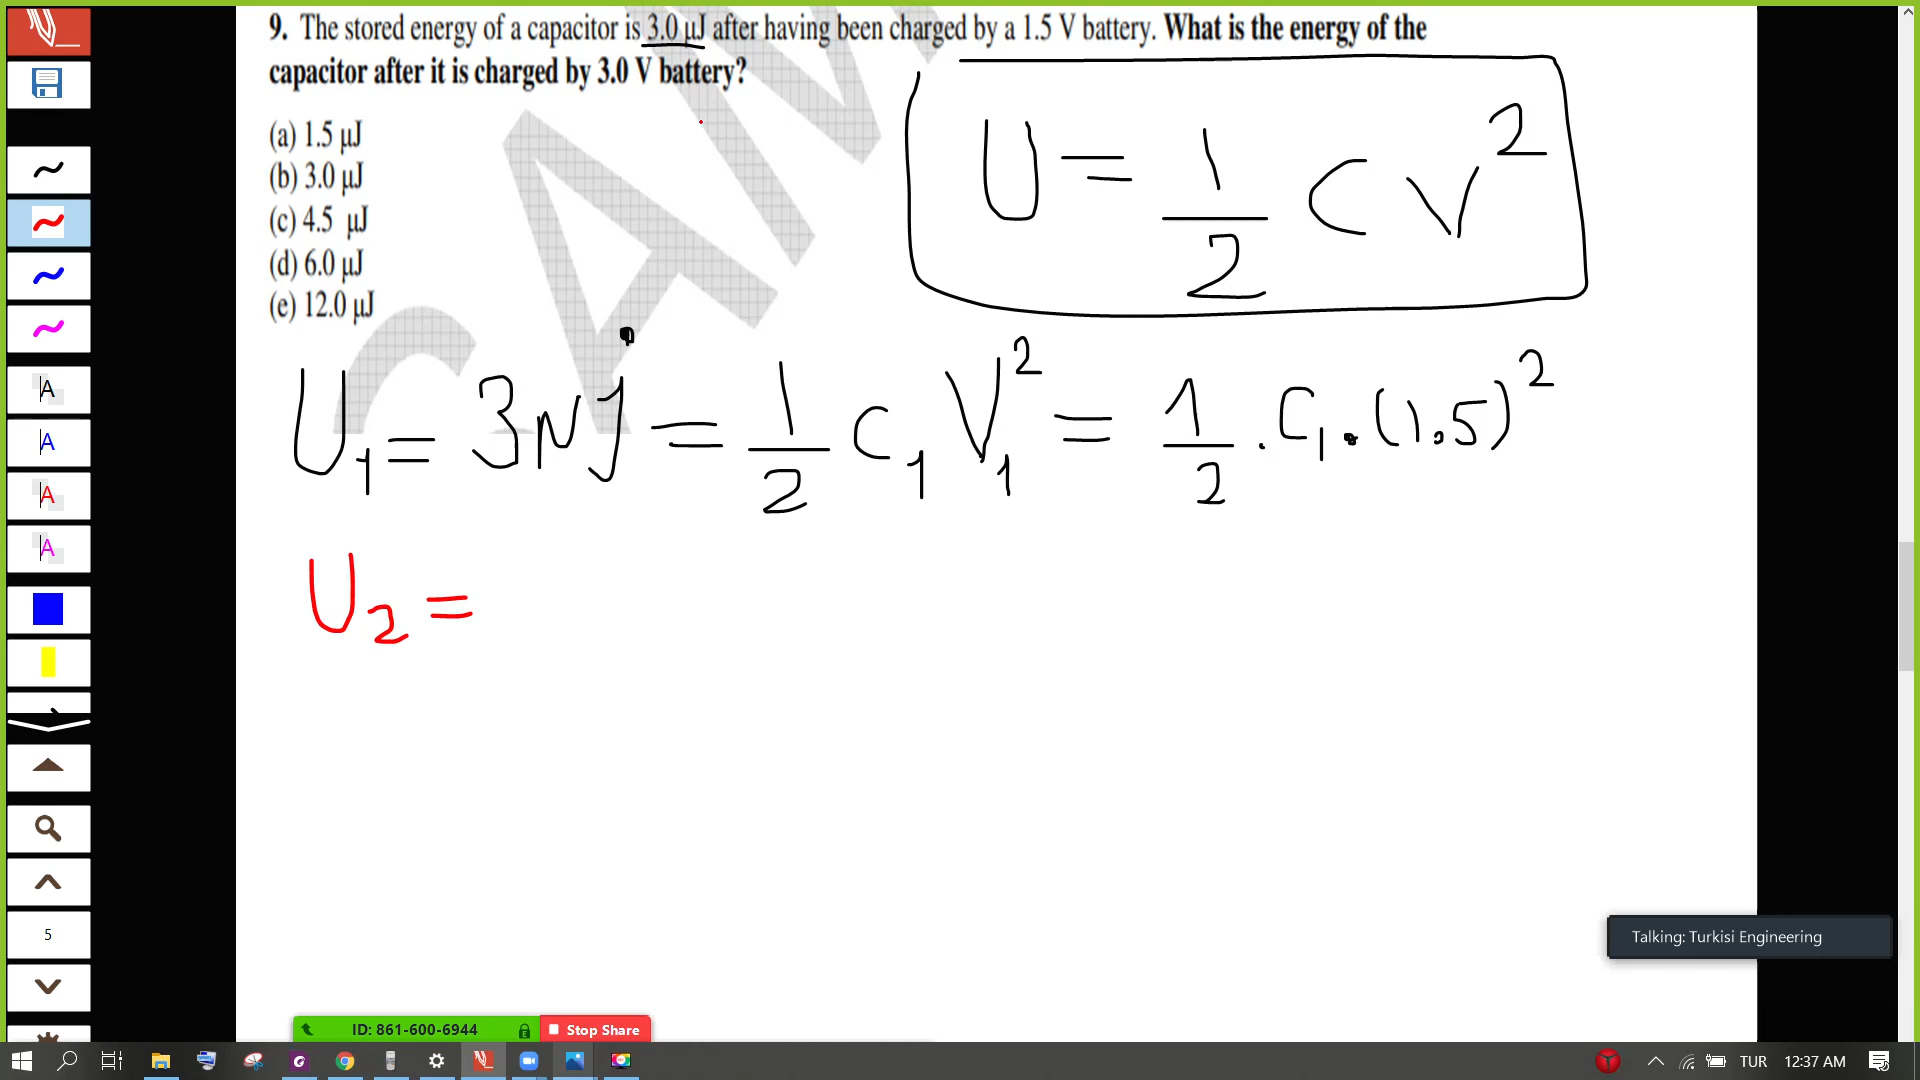 9. The stored energy of a capacitor is 3.0 µJ after having been charged by a 1.5 V battery. What is the energy of the
capacitor after it is charged by 3.0 V battery?
(a) 1.5 µJ
(b) 3.0 µJ
(c) 4.5 µJ
(d) 6.0 µJ
(e) 12.0 µJ
U = 1/2 C V²
U₁ = 3 µJ = 1/2 C₁ V₁² = 1/2 . C₁ . (1.5)²
U₂ =
A
A
A
A
5
Talking: Turkisi Engineering
ID: 861-600-6944
Stop Share
TUR
12:37 AM